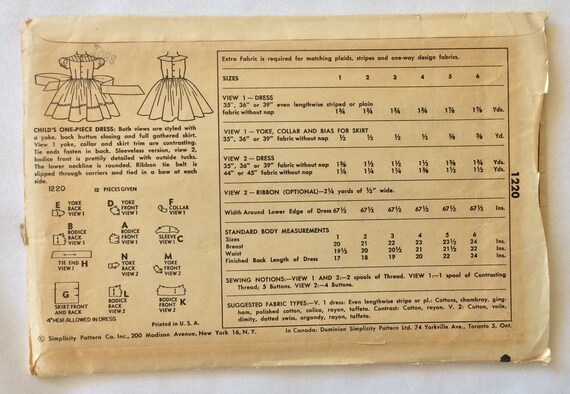 CHILD'S ONE-PIECE DRESS: Both views are styled with
a yoke, back button closing and full gathered skirt.
View 1 yoke, collar and skirt trim are contrasting.
Tie ends fasten in back. Sleeveless version, view 2,
bodice front is prettily detailed with outside tucks.
The lower neckline is rounded. Ribbon tie belt is
slipped through carriers and tied in a bow at each
side.
1220 12 PIECES GIVEN
E YOKE BACK VIEW 1
D YOKE FRONT VIEW 1
F COLLAR VIEW 1
B BODICE BACK VIEW 1
A BODICE FRONT VIEW 1
SLEEVE C VIEW 1
TIE END H VIEW 1
N YOKE BACK VIEW 2
M YOKE FRONT VIEW 2
G SKIRT FRONT AND BACK
L BODICE BACK VIEW 2
BODICE FRONT K VIEW 2
4" HEM ALLOWED IN DRESS
Printed in U. S. A.
Extra Fabric is required for matching plaids, stripes and one-way design fabrics.
SIZES 1 2 3 4 5 6
VIEW 1 — DRESS
35", 36" or 39" even lengthwise striped or plain
fabric without nap 1¾ 1¾ 1¾ 1¾ 1⅞ 1⅞ Yds.
VIEW 1 — YOKE, COLLAR AND BIAS FOR SKIRT
35", 36" or 39" fabric without nap ½ ½ ½ ½ ⅝ ⅝ Yd.
VIEW 2 — DRESS
35", 36" or 39" fabric without nap 1⅜ 1½ 1½ 1½ 1⅝ 1¾ Yds.
44" or 45" fabric without nap 1¼ 1¼ 1¼ 1⅜ 1½ 1½ Yds.
VIEW 2 — RIBBON (OPTIONAL)—2¼ yards of ½" wide.
Width Around Lower Edge of Dress 67½ 67½ 67½ 67½ 67½ 67½ Ins.
STANDARD BODY MEASUREMENTS
Sizes 1 2 3 4 5 6
Breast 20 21 22 23 23½ 24 Ins.
Waist 19½ 20 20½ 21 21½ 22 Ins.
Finished Back Length of Dress 17 18 19 20 22 24 Ins.
SEWING NOTIONS:—VIEW 1 AND 2:—2 spools of Thread. VIEW 1:—1 spool of Contrasting
Thread; 5 Buttons. VIEW 2:—4 Buttons.
SUGGESTED FABRIC TYPES:—V. 1 dress: Even lengthwise stripe or pl.: Cottons, chambray, ging-
ham, polished cotton, calico, rayon, taffeta. Contrast: Cotton, rayon. V. 2: Cotton, voile,
dimity, dotted swiss, organdy, rayon, taffeta.
1220
© Simplicity Pattern Co. Inc., 200 Madison Avenue, New York 16, N. Y. In Canada: Dominion Simplicity Pattern Ltd. 74 Yorkville Ave., Toronto 5, Ont.